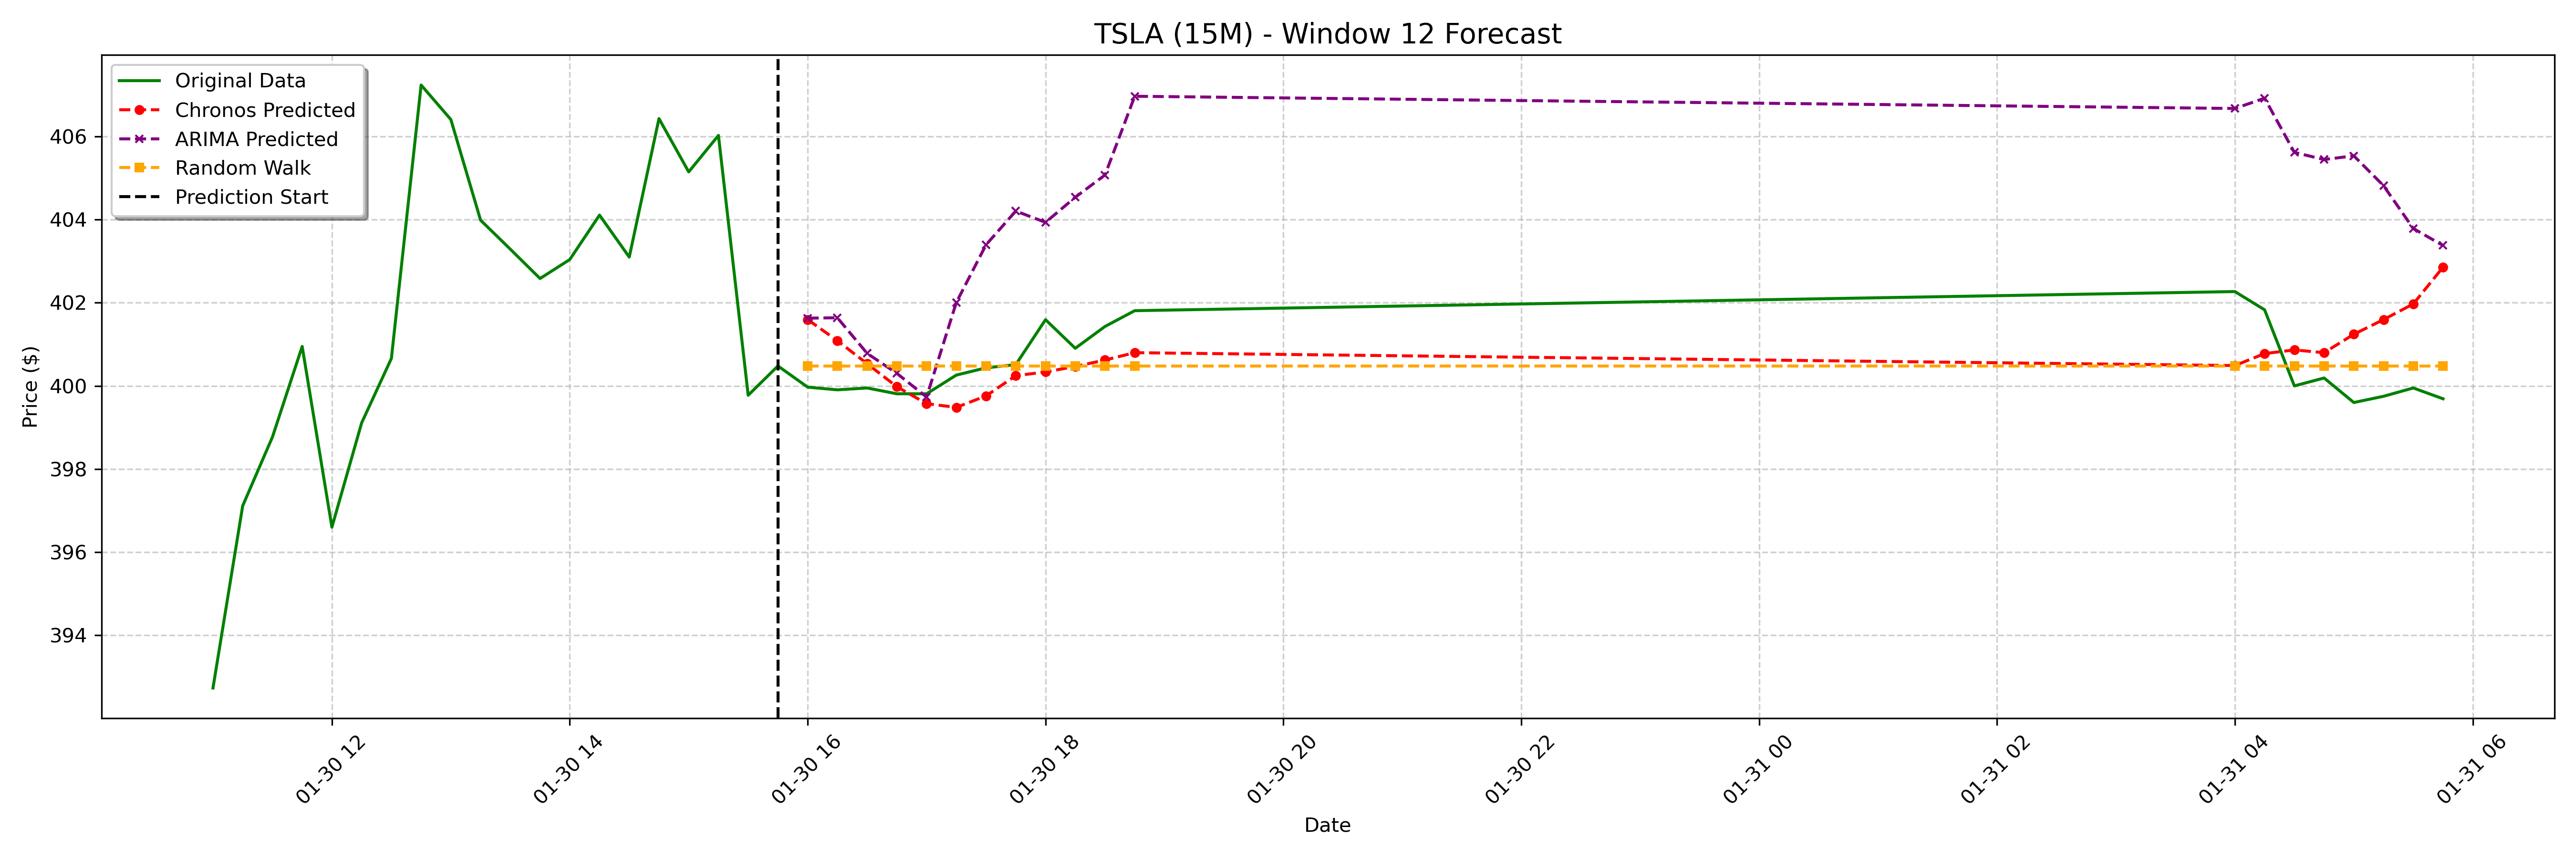 TSLA (15M) - Window 12 Forecast
Original Data
Chronos Predicted
ARIMA Predicted
Random Walk
Prediction Start
Price ($)
406
404
402
400
398
396
394
01-30 12
01-30 14
01-30 16
01-30 18
01-30 20
01-30 22
01-31 00
01-31 02
01-31 04
01-31 06
Date